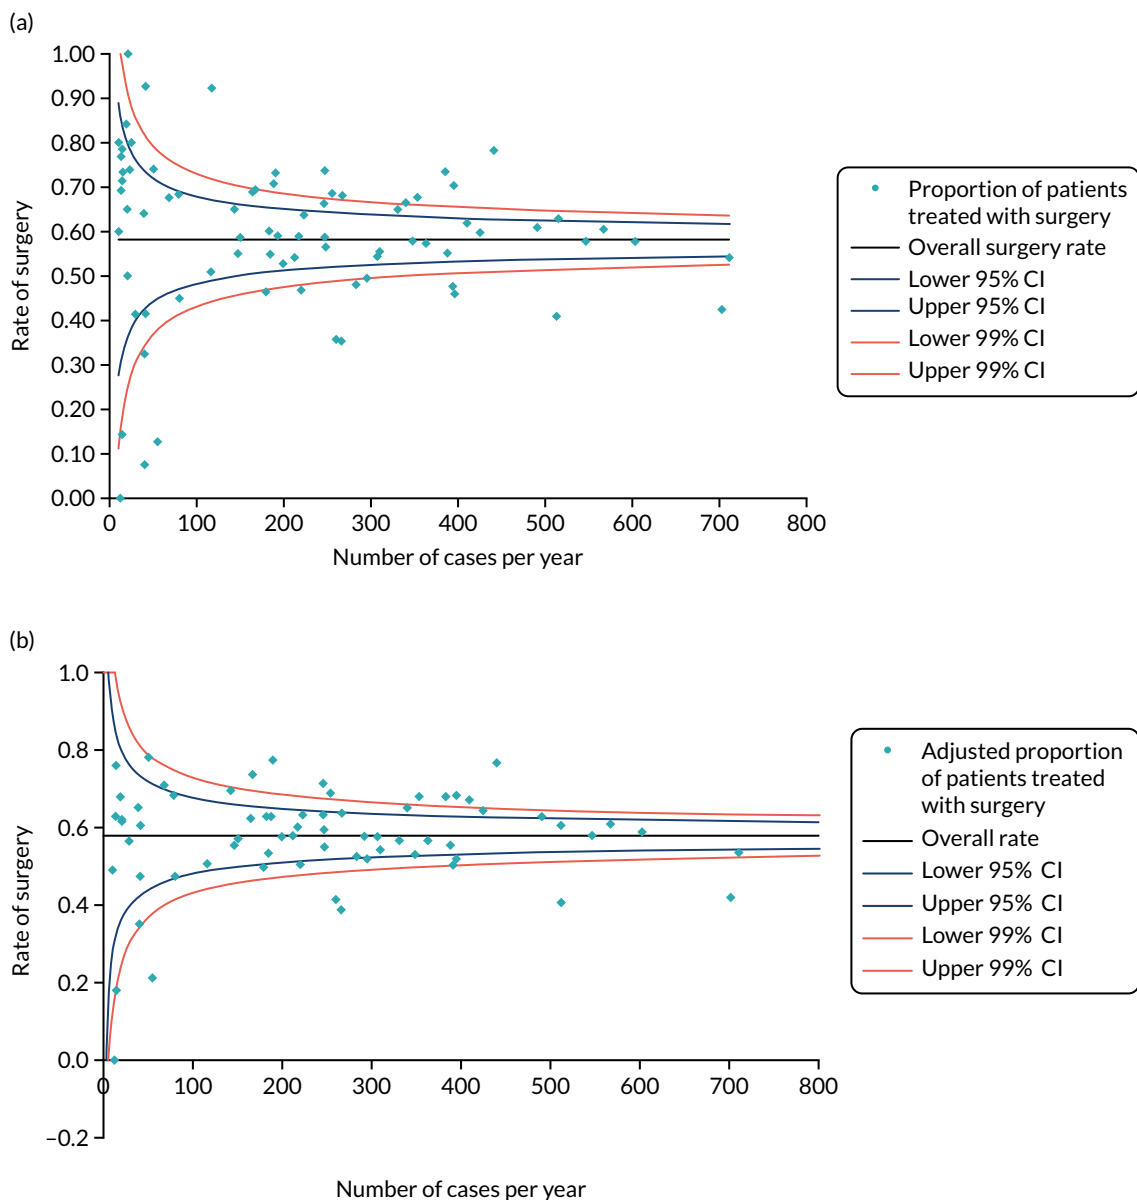 (a)
1.00
0.90
0.80
0.70
0.60
0.50
0.40
0.30
0.20
0.10
0.00
Rate of surgery
0 100 200 300 400 500 600 700 800
Number of cases per year
Proportion of patients
treated with surgery
Overall surgery rate
Lower 95% CI
Upper 95% CI
Lower 99% CI
Upper 99% CI
(b)
1.0
0.8
0.6
0.4
0.2
0.0
–0.2
Rate of surgery
0 100 200 300 400 500 600 700 800
Number of cases per year
Adjusted proportion
of patients treated
with surgery
Overall rate
Lower 95% CI
Upper 95% CI
Lower 99% CI
Upper 99% CI